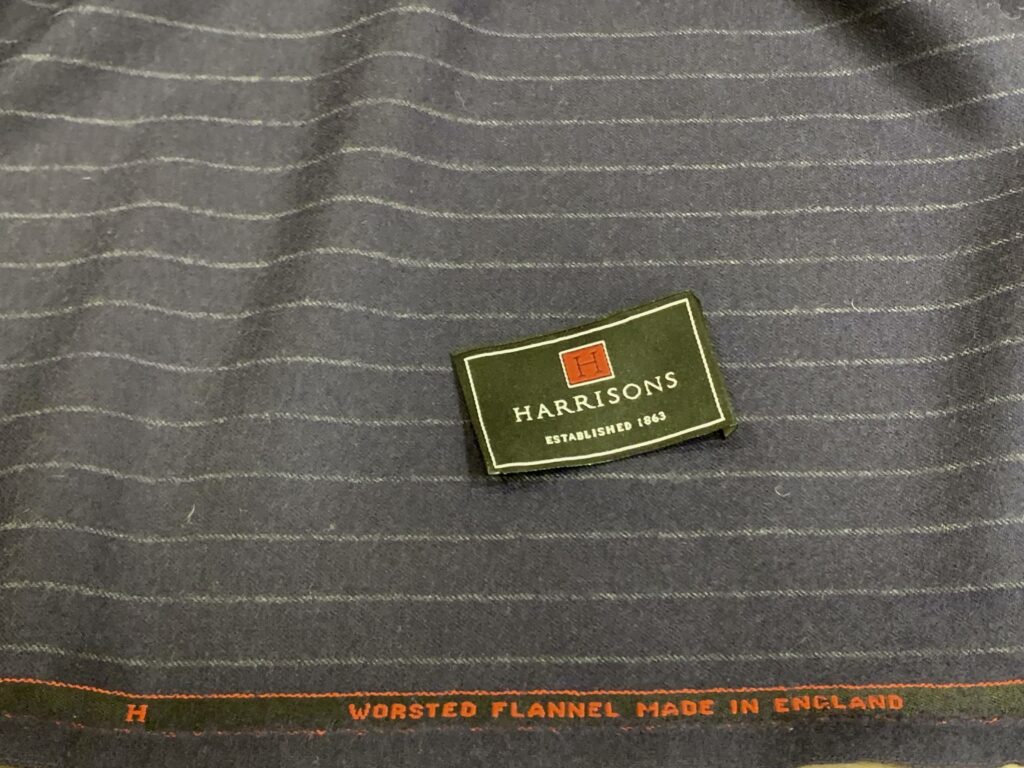 H
HARRISONS
ESTABLISHED 1863
H WORSTED FLANNEL MADE IN ENGLAND